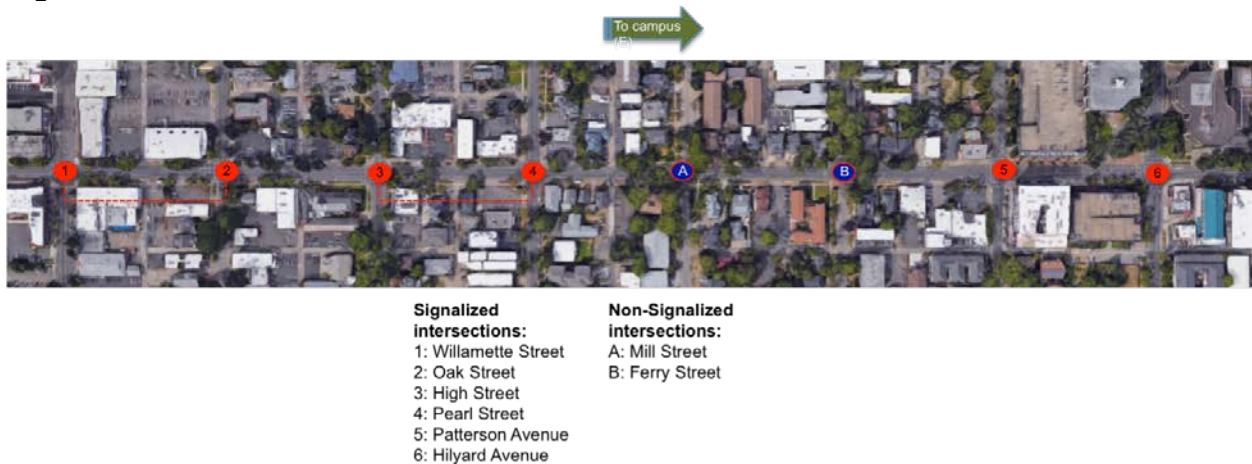 To campus
(E)
1
2
3
4
A
B
5
6
Signalized
intersections:
1: Willamette Street
2: Oak Street
3: High Street
4: Pearl Street
5: Patterson Avenue
6: Hilyard Avenue
Non-Signalized
intersections:
A: Mill Street
B: Ferry Street